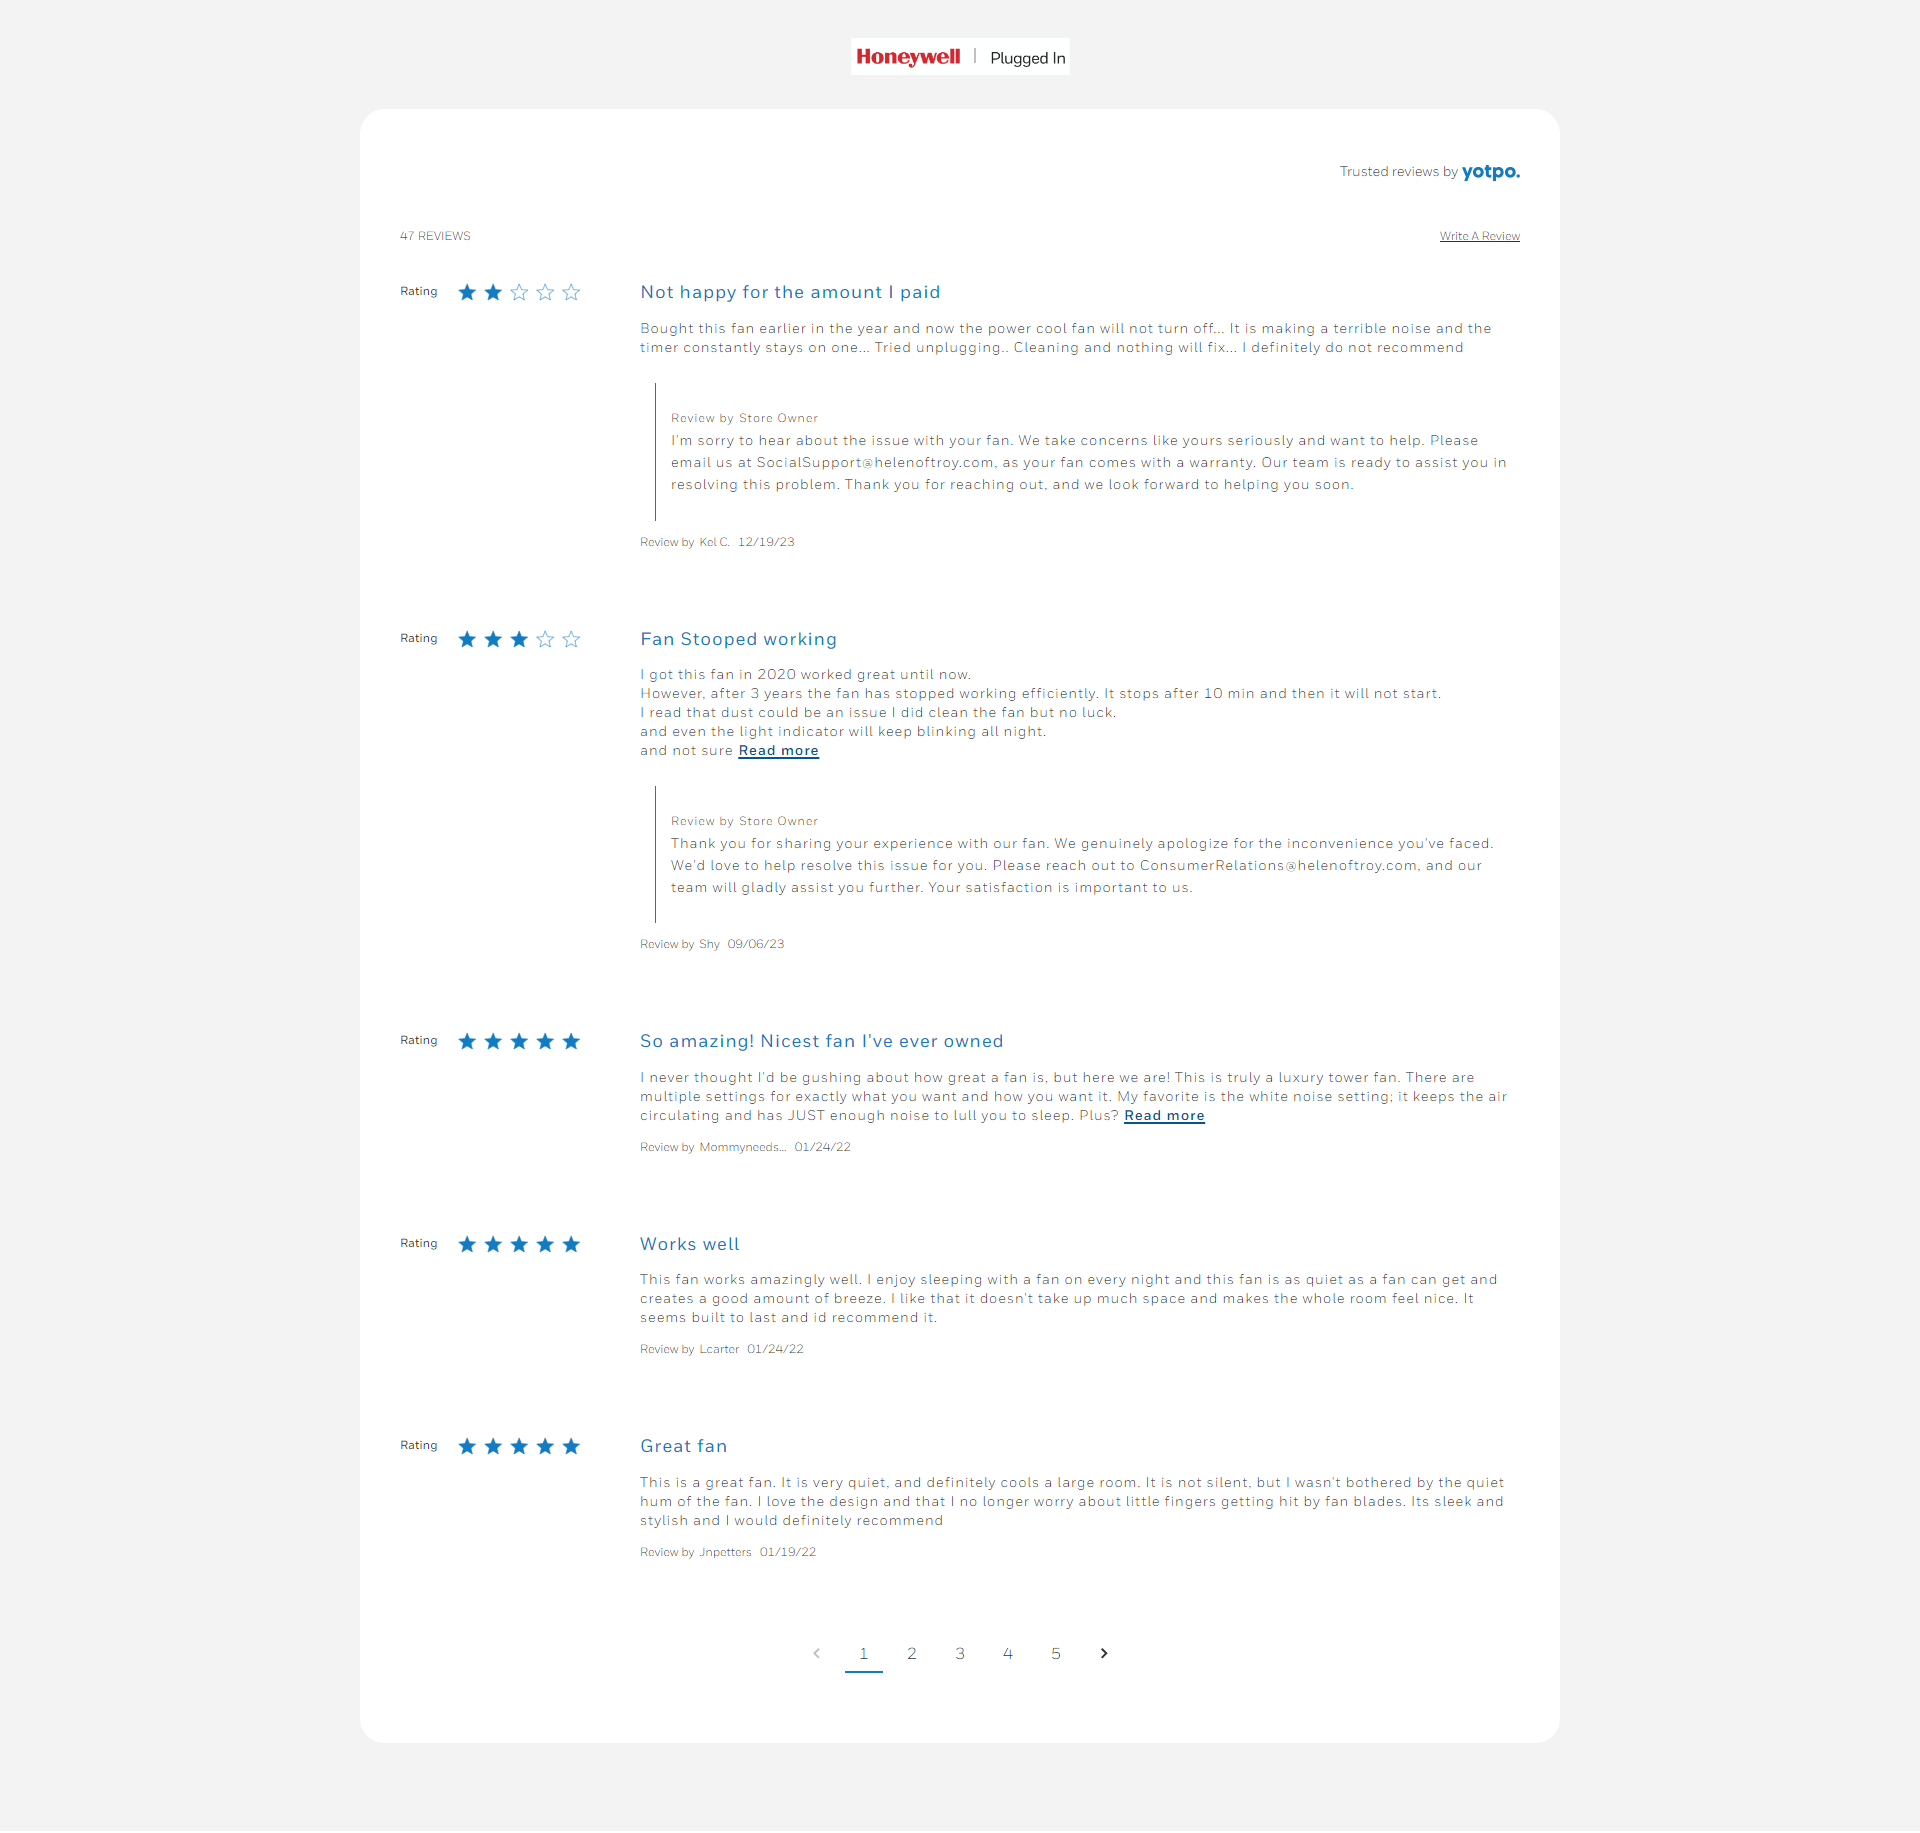 Honeywell | Plugged In
Trusted reviews by yotpo.
47 REVIEWS
Write A Review
Rating
Not happy for the amount I paid
Bought this fan earlier in the year and now the power cool fan will not turn off... It is making a terrible noise and the
timer constantly stays on one... Tried unplugging.. Cleaning and nothing will fix... I definitely do not recommend
Review by Store Owner
I'm sorry to hear about the issue with your fan. We take concerns like yours seriously and want to help. Please
email us at SocialSupport@helenoftroy.com, as your fan comes with a warranty. Our team is ready to assist you in
resolving this problem. Thank you for reaching out, and we look forward to helping you soon.
Review by Kel C. 12/19/23
Rating
Fan Stooped working
I got this fan in 2020 worked great until now.
However, after 3 years the fan has stopped working efficiently. It stops after 10 min and then it will not start.
I read that dust could be an issue I did clean the fan but no luck.
and even the light indicator will keep blinking all night.
and not sure Read more
Review by Store Owner
Thank you for sharing your experience with our fan. We genuinely apologize for the inconvenience you've faced.
We'd love to help resolve this issue for you. Please reach out to ConsumerRelations@helenoftroy.com, and our
team will gladly assist you further. Your satisfaction is important to us.
Review by Shy 09/06/23
Rating
So amazing! Nicest fan I've ever owned
I never thought I'd be gushing about how great a fan is, but here we are! This is truly a luxury tower fan. There are
multiple settings for exactly what you want and how you want it. My favorite is the white noise setting; it keeps the air
circulating and has JUST enough noise to lull you to sleep. Plus? Read more
Review by Mommyneeds... 01/24/22
Rating
Works well
This fan works amazingly well. I enjoy sleeping with a fan on every night and this fan is as quiet as a fan can get and
creates a good amount of breeze. I like that it doesn't take up much space and makes the whole room feel nice. It
seems built to last and id recommend it.
Review by Lcarter 01/24/22
Rating
Great fan
This is a great fan. It is very quiet, and definitely cools a large room. It is not silent, but I wasn't bothered by the quiet
hum of the fan. I love the design and that I no longer worry about little fingers getting hit by fan blades. Its sleek and
stylish and I would definitely recommend
Review by Jnpetters 01/19/22
1 2 3 4 5